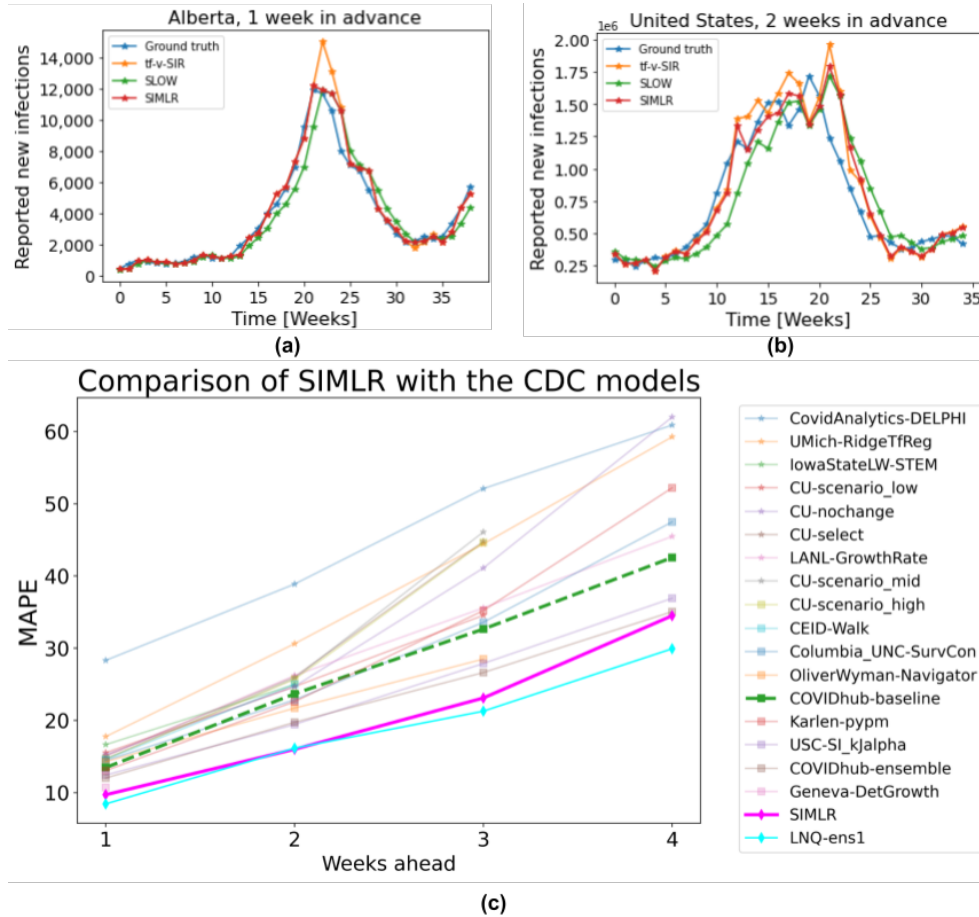 Alberta, 1 week in advance
Reported new infections
14,000
12,000
10,000
8,000
6,000
4,000
2,000
0
Ground truth
tf-v-SIR
SLOW
SIMLR
0 5 10 15 20 25 30 35
Time [Weeks]
(a)
United States, 2 weeks in advance
1e6
Reported new infections
2.00
1.75
1.50
1.25
1.00
0.75
0.50
0.25
Ground truth
tf-v-SIR
SLOW
SIMLR
0 5 10 15 20 25 30 35
Time [Weeks]
(b)
Comparison of SIMLR with the CDC models
MAPE
60
50
40
30
20
10
1 2 3 4
Weeks ahead
CovidAnalytics-DELPHI
UMich-RidgeTfReg
IowaStateLW-STEM
CU-scenario_low
CU-nochange
CU-select
LANL-GrowthRate
CU-scenario_mid
CU-scenario_high
CEID-Walk
Columbia_UNC-SurvCon
OliverWyman-Navigator
COVIDhub-baseline
Karlen-pypm
USC-SI_kJalpha
COVIDhub-ensemble
Geneva-DetGrowth
SIMLR
LNQ-ens1
(c)